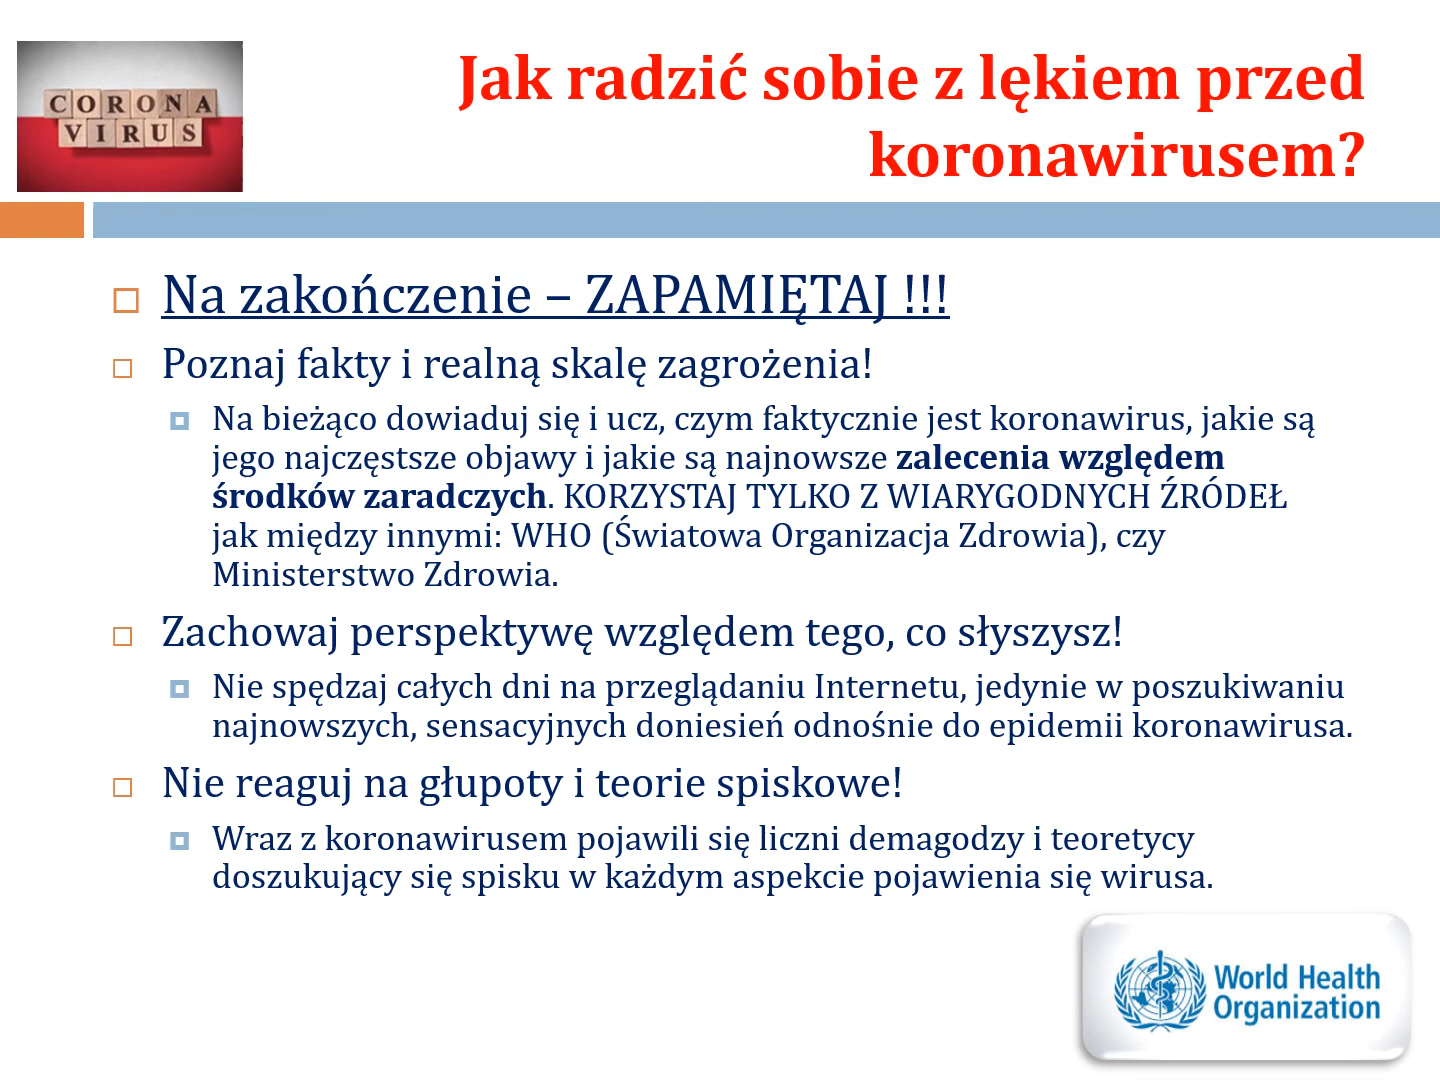 CORONA
VIRUS
Jak radzić sobie z lękiem przed
koronawirusem?
Na zakończenie – ZAPAMIĘTAJ !!!
Poznaj fakty i realną skalę zagrożenia!
Na bieżąco dowiaduj się i ucz, czym faktycznie jest koronawirus, jakie są
jego najczęstsze objawy i jakie są najnowsze zalecenia względem
środków zaradczych. KORZYSTAJ TYLKO Z WIARYGODNYCH ŹRÓDEŁ
jak między innymi: WHO (Światowa Organizacja Zdrowia), czy
Ministerstwo Zdrowia.
Zachowaj perspektywę względem tego, co słyszysz!
Nie spędzaj całych dni na przeglądaniu Internetu, jedynie w poszukiwaniu
najnowszych, sensacyjnych doniesień odnośnie do epidemii koronawirusa.
Nie reaguj na głupoty i teorie spiskowe!
Wraz z koronawirusem pojawili się liczni demagodzy i teoretycy
doszukujący się spisku w każdym aspekcie pojawienia się wirusa.
World Health
Organization